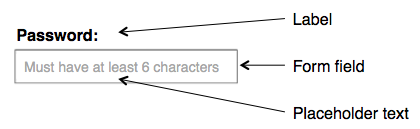 Label
Password:
Must have at least 6 characters
Form field
Placeholder text